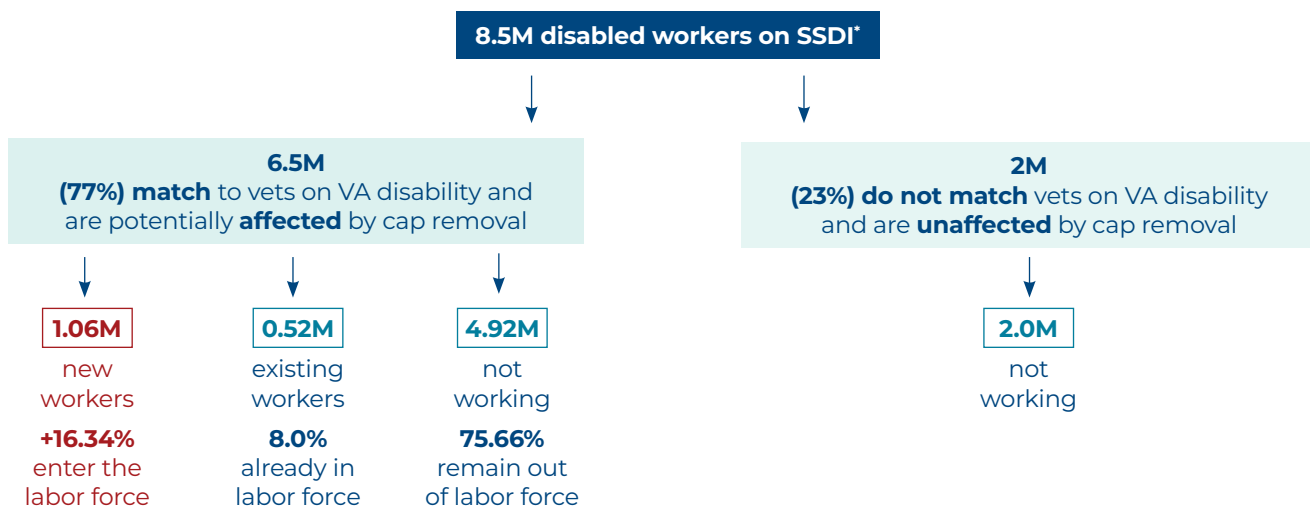 8.5M disabled workers on SSDI*
6.5M
(77%) match to vets on VA disability and
are potentially affected by cap removal
2M
(23%) do not match vets on VA disability
and are unaffected by cap removal
1.06M
new
workers
+16.34%
enter the
labor force
0.52M
existing
workers
8.0%
already in
labor force
4.92M
not
working
75.66%
remain out
of labor force
2.0M
not
working